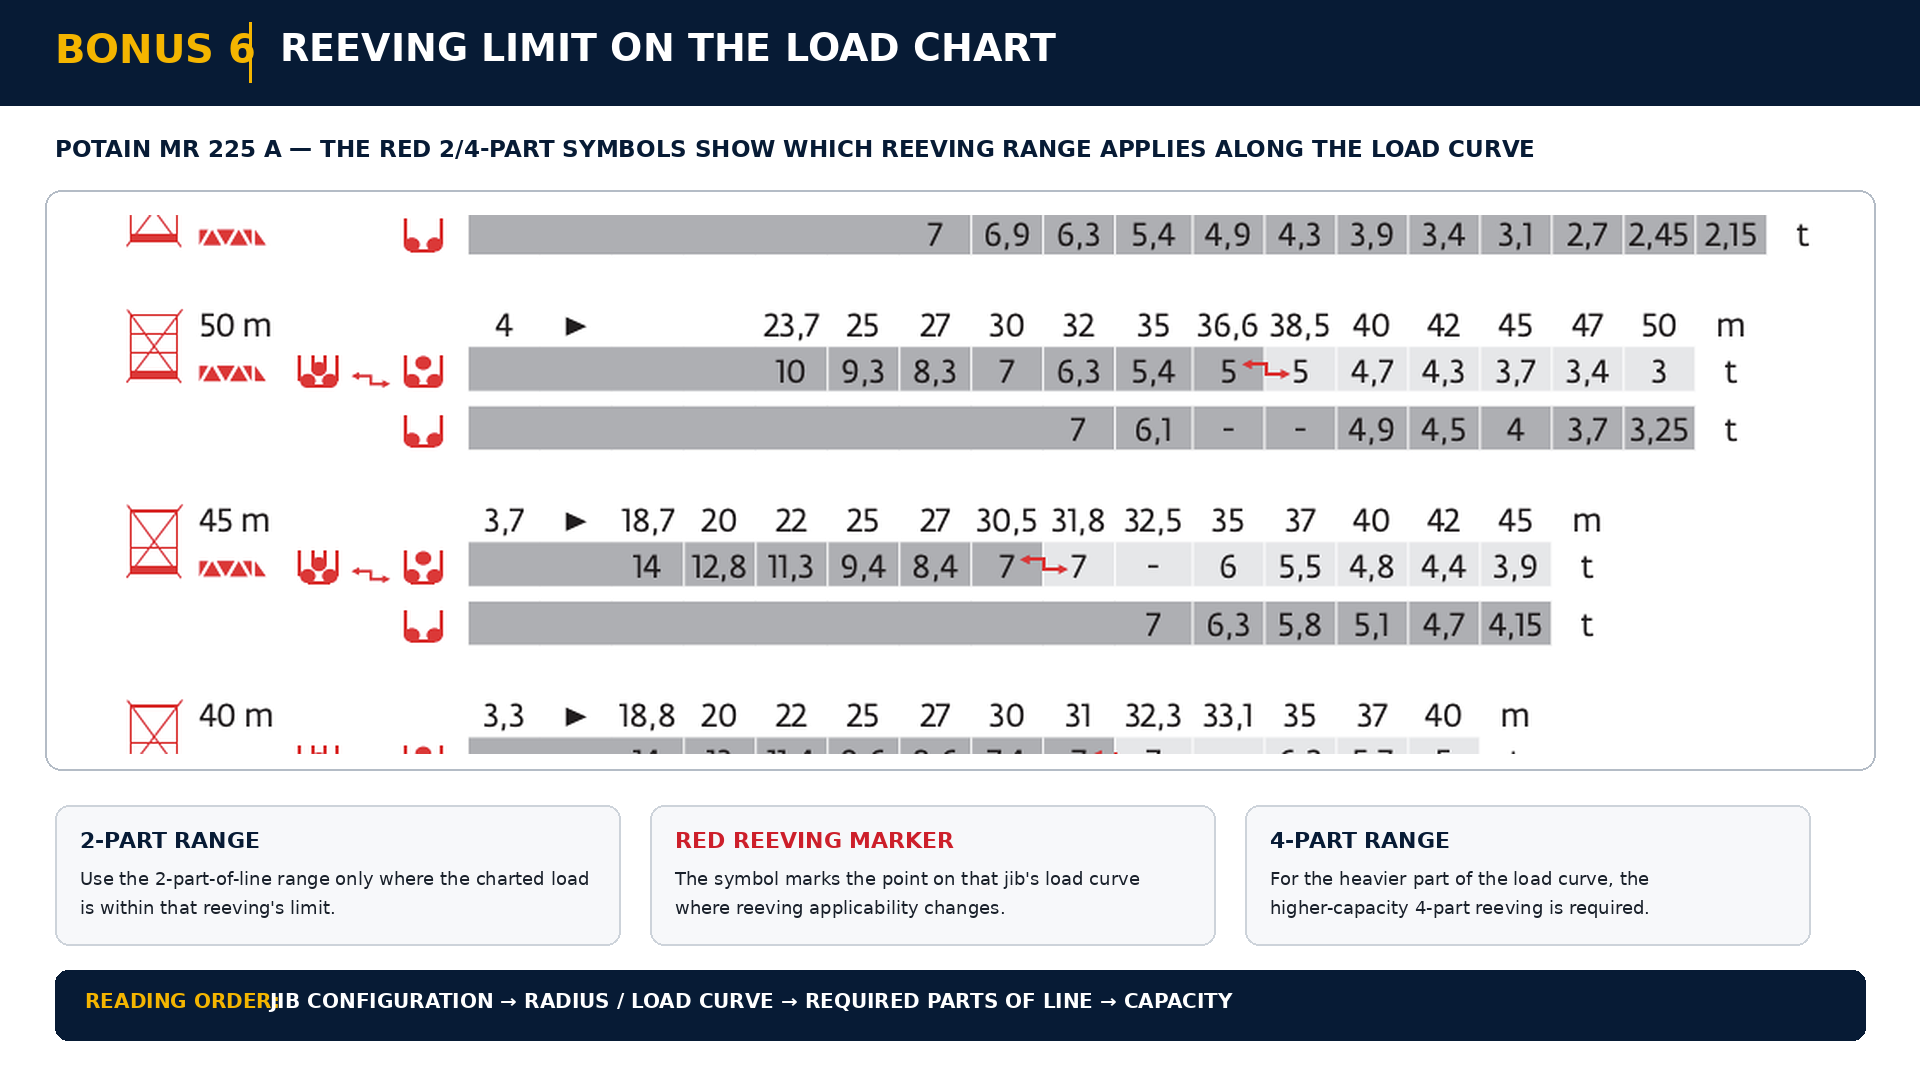 BONUS 6 REEVING LIMIT ON THE LOAD CHART
POTAIN MR 225 A — THE RED 2/4-PART SYMBOLS SHOW WHICH REEVING RANGE APPLIES ALONG THE LOAD CURVE
7 6,9 6,3 5,4 4,9 4,3 3,9 3,4 3,1 2,7 2,45 2,15 t
50 m 4 ► 23,7 25 27 30 32 35 36,6 38,5 40 42 45 47 50 m
10 9,3 8,3 7 6,3 5,4 5 5 4,7 4,3 3,7 3,4 3 t
7 6,1 - - 4,9 4,5 4 3,7 3,25 t
45 m 3,7 ► 18,7 20 22 25 27 30,5 31,8 32,5 35 37 40 42 45 m
14 12,8 11,3 9,4 8,4 7 7 - 6 5,5 4,8 4,4 3,9 t
7 6,3 5,8 5,1 4,7 4,15 t
40 m 3,3 ► 18,8 20 22 25 27 30 31 32,3 33,1 35 37 40 m
2-PART RANGE
Use the 2-part-of-line range only where the charted load
is within that reeving's limit.
RED REEVING MARKER
The symbol marks the point on that jib's load curve
where reeving applicability changes.
4-PART RANGE
For the heavier part of the load curve, the
higher-capacity 4-part reeving is required.
READING ORDER: JIB CONFIGURATION → RADIUS / LOAD CURVE → REQUIRED PARTS OF LINE → CAPACITY